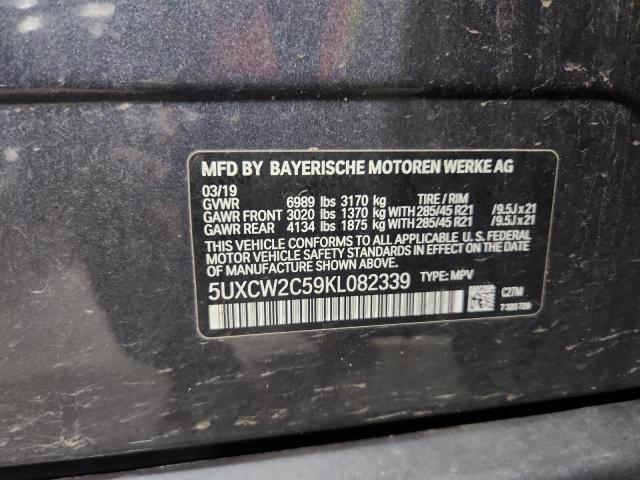 MFD BY BAYERISCHE MOTOREN WERKE AG
03/19
GVWR 6989 lbs 3170 kg TIRE / RIM
GAWR FRONT 3020 lbs 1370 kg WITH 285/45 R21 /9.5J x 21
GAWR REAR 4134 lbs 1875 kg WITH 285/45 R21 /9.5J x 21
THIS VEHICLE CONFORMS TO ALL APPLICABLE U. S. FEDERAL
MOTOR VEHICLE SAFETY STANDARDS IN EFFECT ON THE DATE
OF MANUFACTURE SHOWN ABOVE.
5UXCW2C59KL082339 TYPE: MPV
C27M